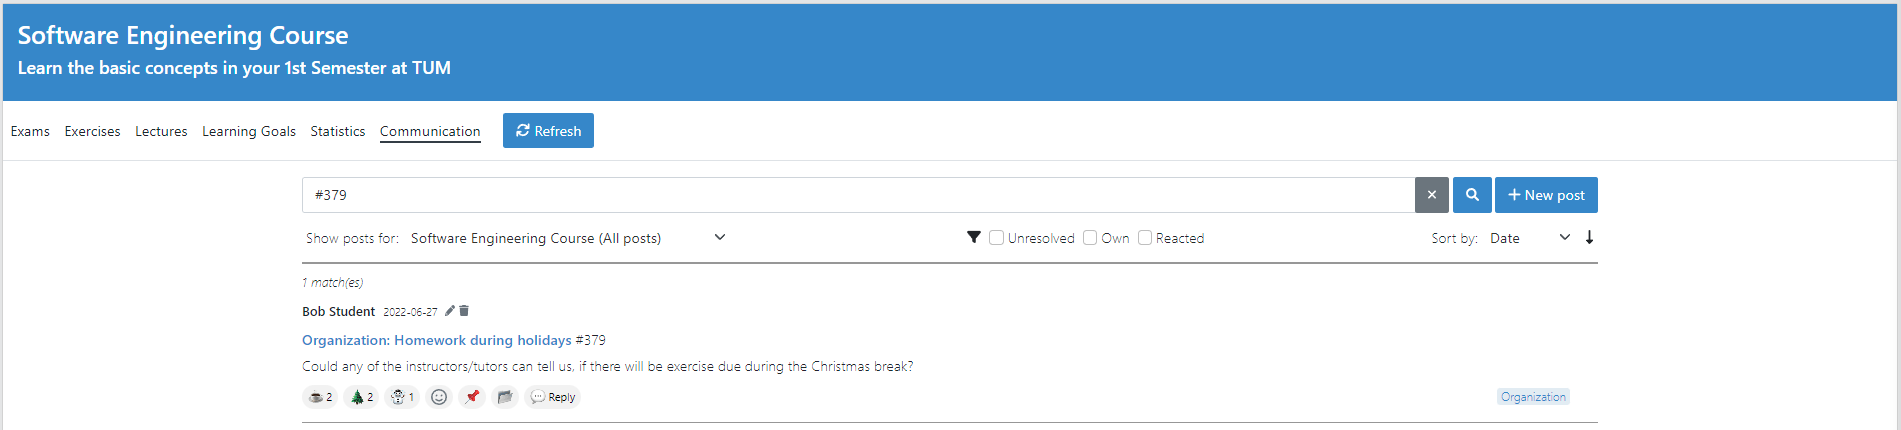 Software Engineering Course
Learn the basic concepts in your 1st Semester at TUM
Exams Exercises Lectures Learning Goals Statistics Communication Refresh
#379 New post
Show posts for: Software Engineering Course (All posts) Unresolved Own Reacted Sort by: Date
1 match(es)
Bob Student 2022-06-27
Organization: Homework during holidays #379
Could any of the instructors/tutors can tell us, if there will be exercise due during the Christmas break?
2 2 1 Reply Organization